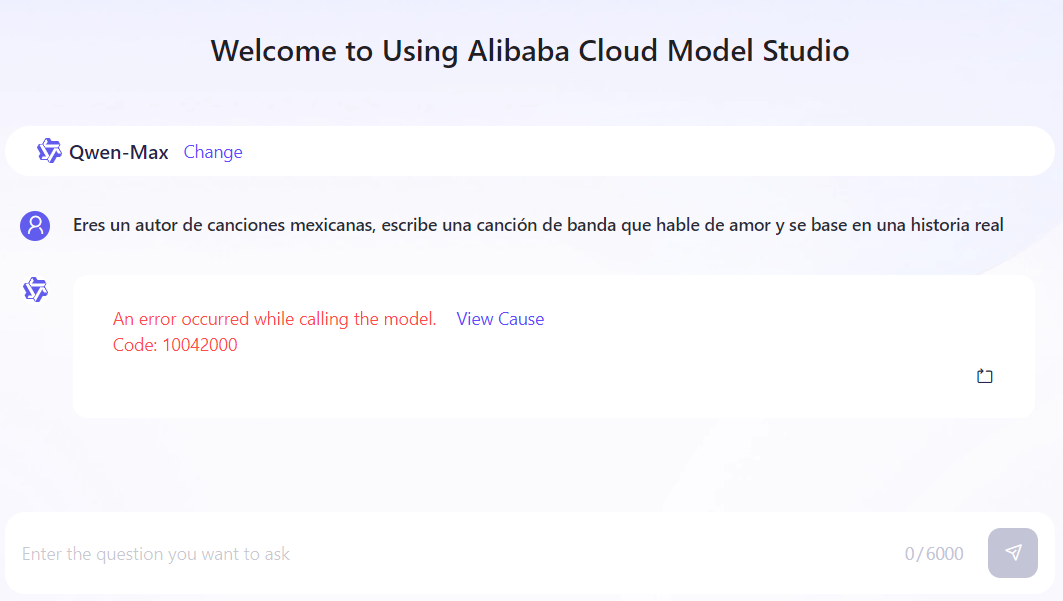 Welcome to Using Alibaba Cloud Model Studio
Qwen-Max Change
Eres un autor de canciones mexicanas, escribe una canción de banda que hable de amor y se base en una historia real
An error occurred while calling the model. View Cause
Code: 10042000
Enter the question you want to ask 0/6000